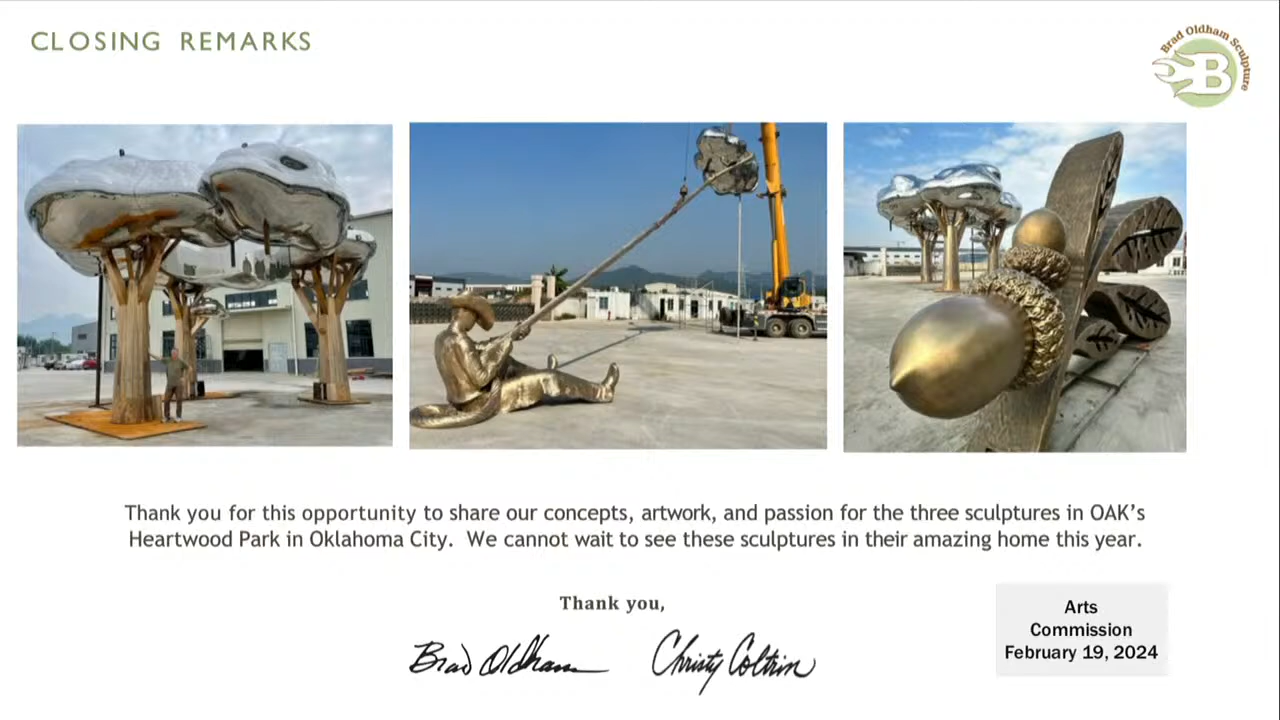 CLOSING REMARKS
Brad Oldham Sculpture
B
Thank you for this opportunity to share our concepts, artwork, and passion for the three sculptures in OAK’s
Heartwood Park in Oklahoma City. We cannot wait to see these sculptures in their amazing home this year.
Thank you,
Brad Oldham Christy Coltrin
Arts
Commission
February 19, 2024